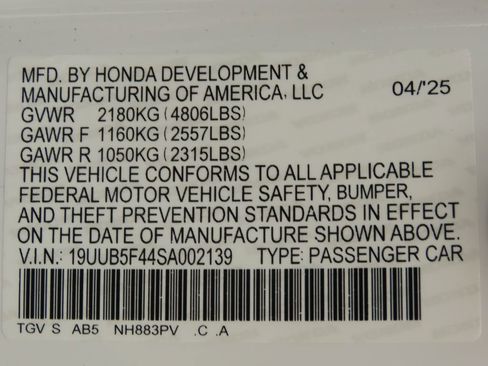 MFD. BY HONDA DEVELOPMENT &
MANUFACTURING OF AMERICA, LLC 04/'25
GVWR 2180KG (4806LBS)
GAWR F 1160KG (2557LBS)
GAWR R 1050KG (2315LBS)
THIS VEHICLE CONFORMS TO ALL APPLICABLE
FEDERAL MOTOR VEHICLE SAFETY, BUMPER,
AND THEFT PREVENTION STANDARDS IN EFFECT
ON THE DATE OF MANUFACTURE SHOWN ABOVE.
V.I.N.: 19UUB5F44SA002139 TYPE: PASSENGER CAR
TGV S AB5 NH883PV .C .A